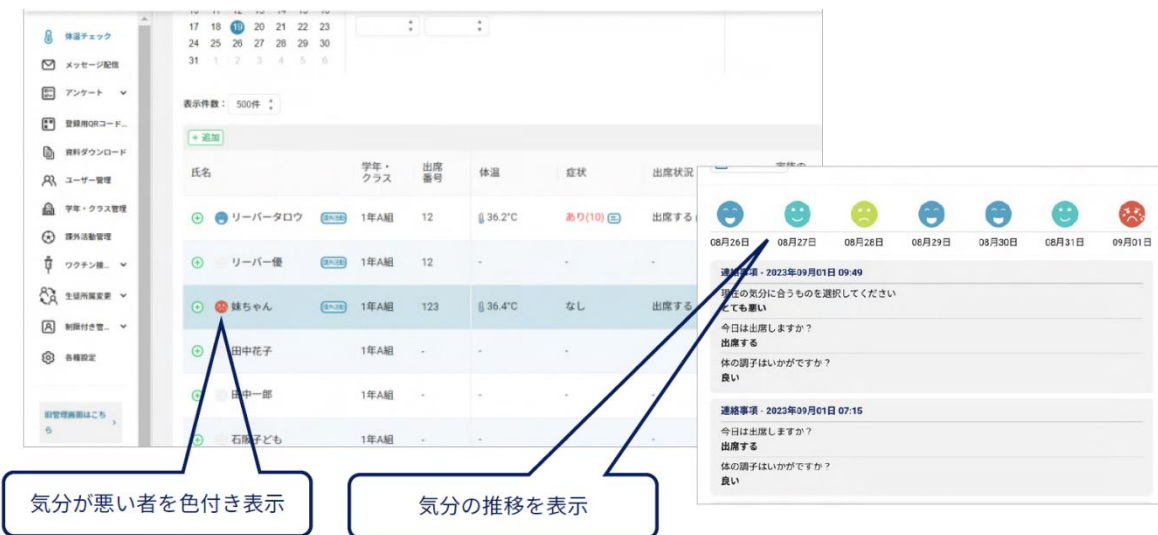 17 18 19 20 21 22 23
24 25 26 27 28 29 30
31 1 2 3 4 5 6
体温チェック
メッセージ配信
アンケート
登録用QRコード…
資料ダウンロード
ユーザー管理
学年・クラス管理
課外活動管理
ワクチン接…
生徒所属変更
制限付き管…
各種設定
旧管理画面はこち
ら
表示件数： 500件
+ 追加
氏名 学年・クラス 出席番号 体温 症状 出席状況
リーバータロウ 課外活動 1年A組 12 36.2°C あり(10) 出席する
リーバー優 課外活動 1年A組 12 - - -
妹ちゃん 課外活動 1年A組 123 36.4°C なし 出席する
田中花子 1年A組 - - -
田中一郎 1年A組 - - - -
石阪子ども 1年A組 - - -
08月26日 08月27日 08月28日 08月29日 08月30日 08月31日 09月01日
連絡事項 - 2023年09月01日 09:49
現在の気分に合うものを選択してください
とても悪い
今日は出席しますか？
出席する
体の調子はいかがですか？
良い
連絡事項 - 2023年09月01日 07:15
今日は出席しますか？
出席する
体の調子はいかがですか？
良い
気分が悪い者を色付き表示
気分の推移を表示